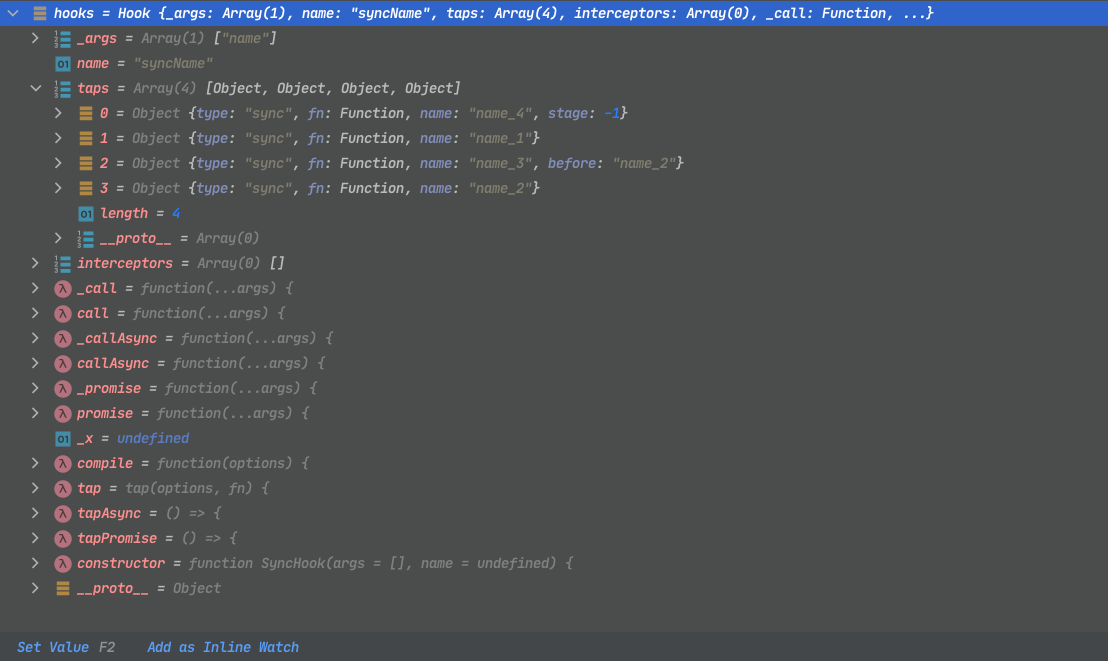 hooks = Hook {_args: Array(1), name: "syncName", taps: Array(4), interceptors: Array(0), _call: Function, ...}
_args = Array(1) ["name"]
name = "syncName"
taps = Array(4) [Object, Object, Object, Object]
0 = Object {type: "sync", fn: Function, name: "name_4", stage: -1}
1 = Object {type: "sync", fn: Function, name: "name_1"}
2 = Object {type: "sync", fn: Function, name: "name_3", before: "name_2"}
3 = Object {type: "sync", fn: Function, name: "name_2"}
length = 4
__proto__ = Array(0)
interceptors = Array(0) []
_call = function(...args) {
call = function(...args) {
_callAsync = function(...args) {
callAsync = function(...args) {
_promise = function(...args) {
promise = function(...args) {
_x = undefined
compile = function(options) {
tap = tap(options, fn) {
tapAsync = () => {
tapPromise = () => {
constructor = function SyncHook(args = [], name = undefined) {
__proto__ = Object
Set Value F2 Add as Inline Watch